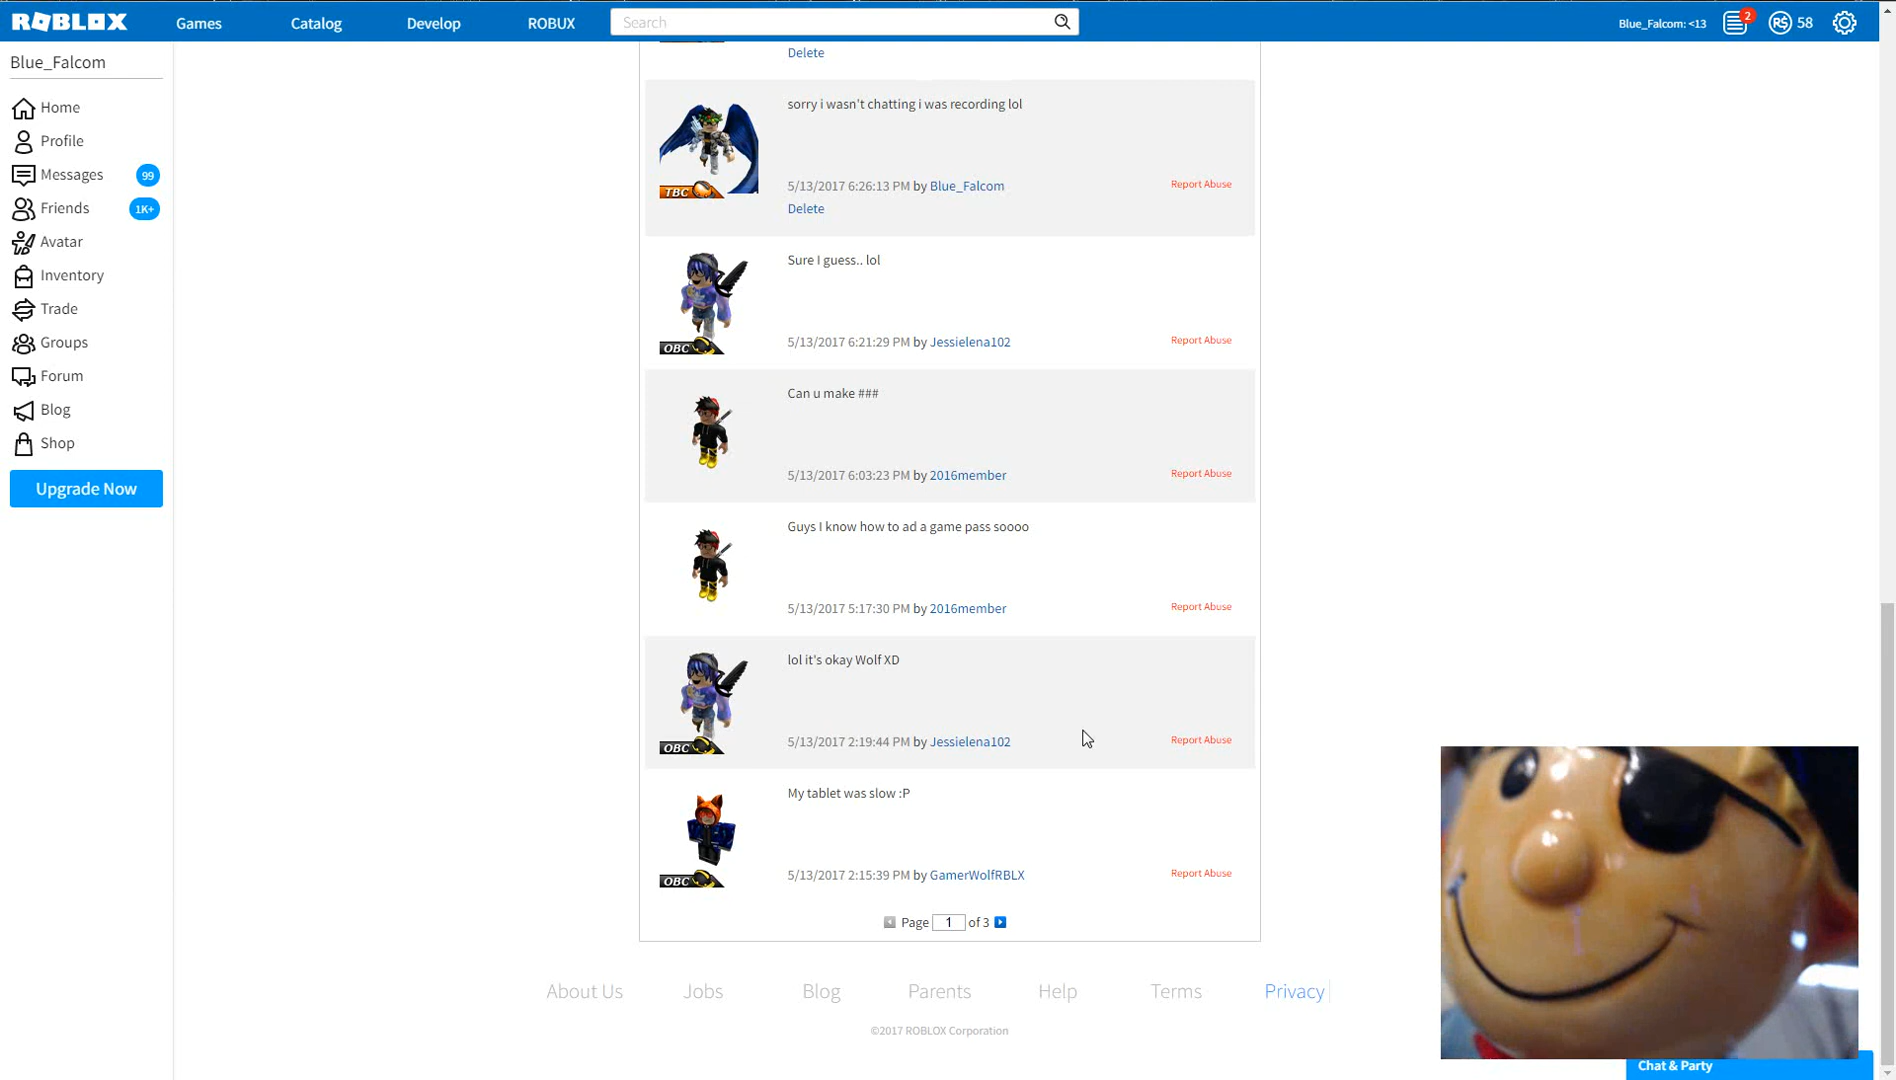 ROBLOX Games Catalog Develop ROBUX Search Blue_Falcom: <13 2 R$ 58
Blue_Falcom
Home
Profile
Messages 99
Friends 1K+
Avatar
Inventory
Trade
Groups
Forum
Blog
Shop
Upgrade Now
Delete
sorry i wasn't chatting i was recording lol
TBC
5/13/2017 6:26:13 PM by Blue_Falcom Report Abuse
Delete
Sure I guess.. lol
OBC
5/13/2017 6:21:29 PM by Jessielena102 Report Abuse
Can u make ###
5/13/2017 6:03:23 PM by 2016member Report Abuse
Guys I know how to ad a game pass soooo
5/13/2017 5:17:30 PM by 2016member Report Abuse
lol it's okay Wolf XD
OBC
5/13/2017 2:19:44 PM by Jessielena102 Report Abuse
My tablet was slow :P
OBC
5/13/2017 2:15:39 PM by GamerWolfRBLX Report Abuse
Page 1 of 3
About Us Jobs Blog Parents Help Terms Privacy
©2017 ROBLOX Corporation
Chat & Party